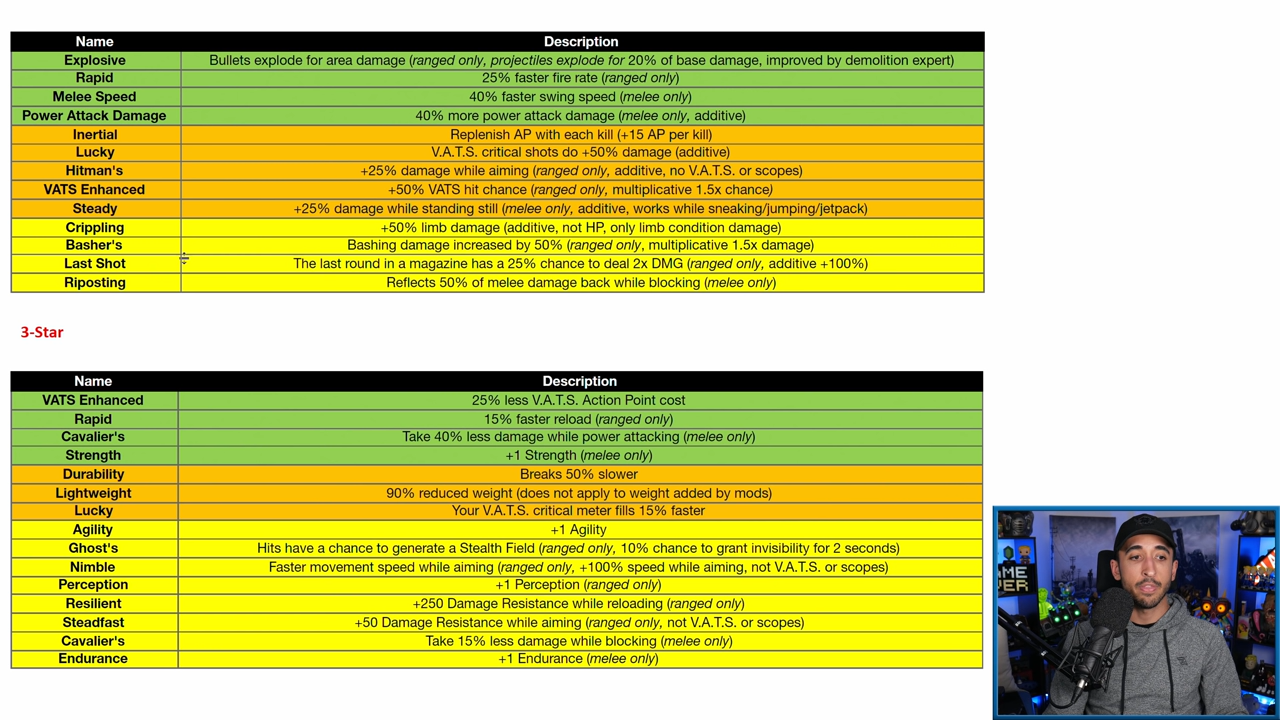 Name Description
Explosive Bullets explode for area damage (ranged only, projectiles explode for 20% of base damage, improved by demolition expert)
Rapid 25% faster fire rate (ranged only)
Melee Speed 40% faster swing speed (melee only)
Power Attack Damage 40% more power attack damage (melee only, additive)
Inertial Replenish AP with each kill (+15 AP per kill)
Lucky V.A.T.S. critical shots do +50% damage (additive)
Hitman's +25% damage while aiming (ranged only, additive, no V.A.T.S. or scopes)
VATS Enhanced +50% VATS hit chance (ranged only, multiplicative 1.5x chance)
Steady +25% damage while standing still (melee only, additive, works while sneaking/jumping/jetpack)
Crippling +50% limb damage (additive, not HP, only limb condition damage)
Basher's Bashing damage increased by 50% (ranged only, multiplicative 1.5x damage)
Last Shot The last round in a magazine has a 25% chance to deal 2x DMG (ranged only, additive +100%)
Riposting Reflects 50% of melee damage back while blocking (melee only)
3-Star
Name Description
VATS Enhanced 25% less V.A.T.S. Action Point cost
Rapid 15% faster reload (ranged only)
Cavalier's Take 40% less damage while power attacking (melee only)
Strength +1 Strength (melee only)
Durability Breaks 50% slower
Lightweight 90% reduced weight (does not apply to weight added by mods)
Lucky Your V.A.T.S. critical meter fills 15% faster
Agility +1 Agility
Ghost's Hits have a chance to generate a Stealth Field (ranged only, 10% chance to grant invisibility for 2 seconds)
Nimble Faster movement speed while aiming (ranged only, +100% speed while aiming, not V.A.T.S. or scopes)
Perception +1 Perception (ranged only)
Resilient +250 Damage Resistance while reloading (ranged only)
Steadfast +50 Damage Resistance while aiming (ranged only, not V.A.T.S. or scopes)
Cavalier's Take 15% less damage while blocking (melee only)
Endurance +1 Endurance (melee only)